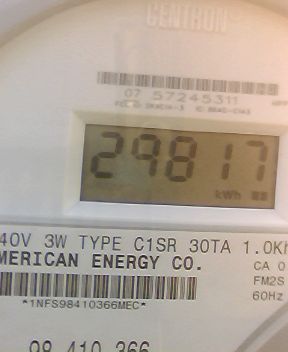 CENTRON
07 57245311
29817
kWh
40V 3W TYPE C1SR 30TA 1.0Kh
MERICAN ENERGY CO.
CA 0
FM2S
60Hz
*1NFS98410366MEC*
98 410 366